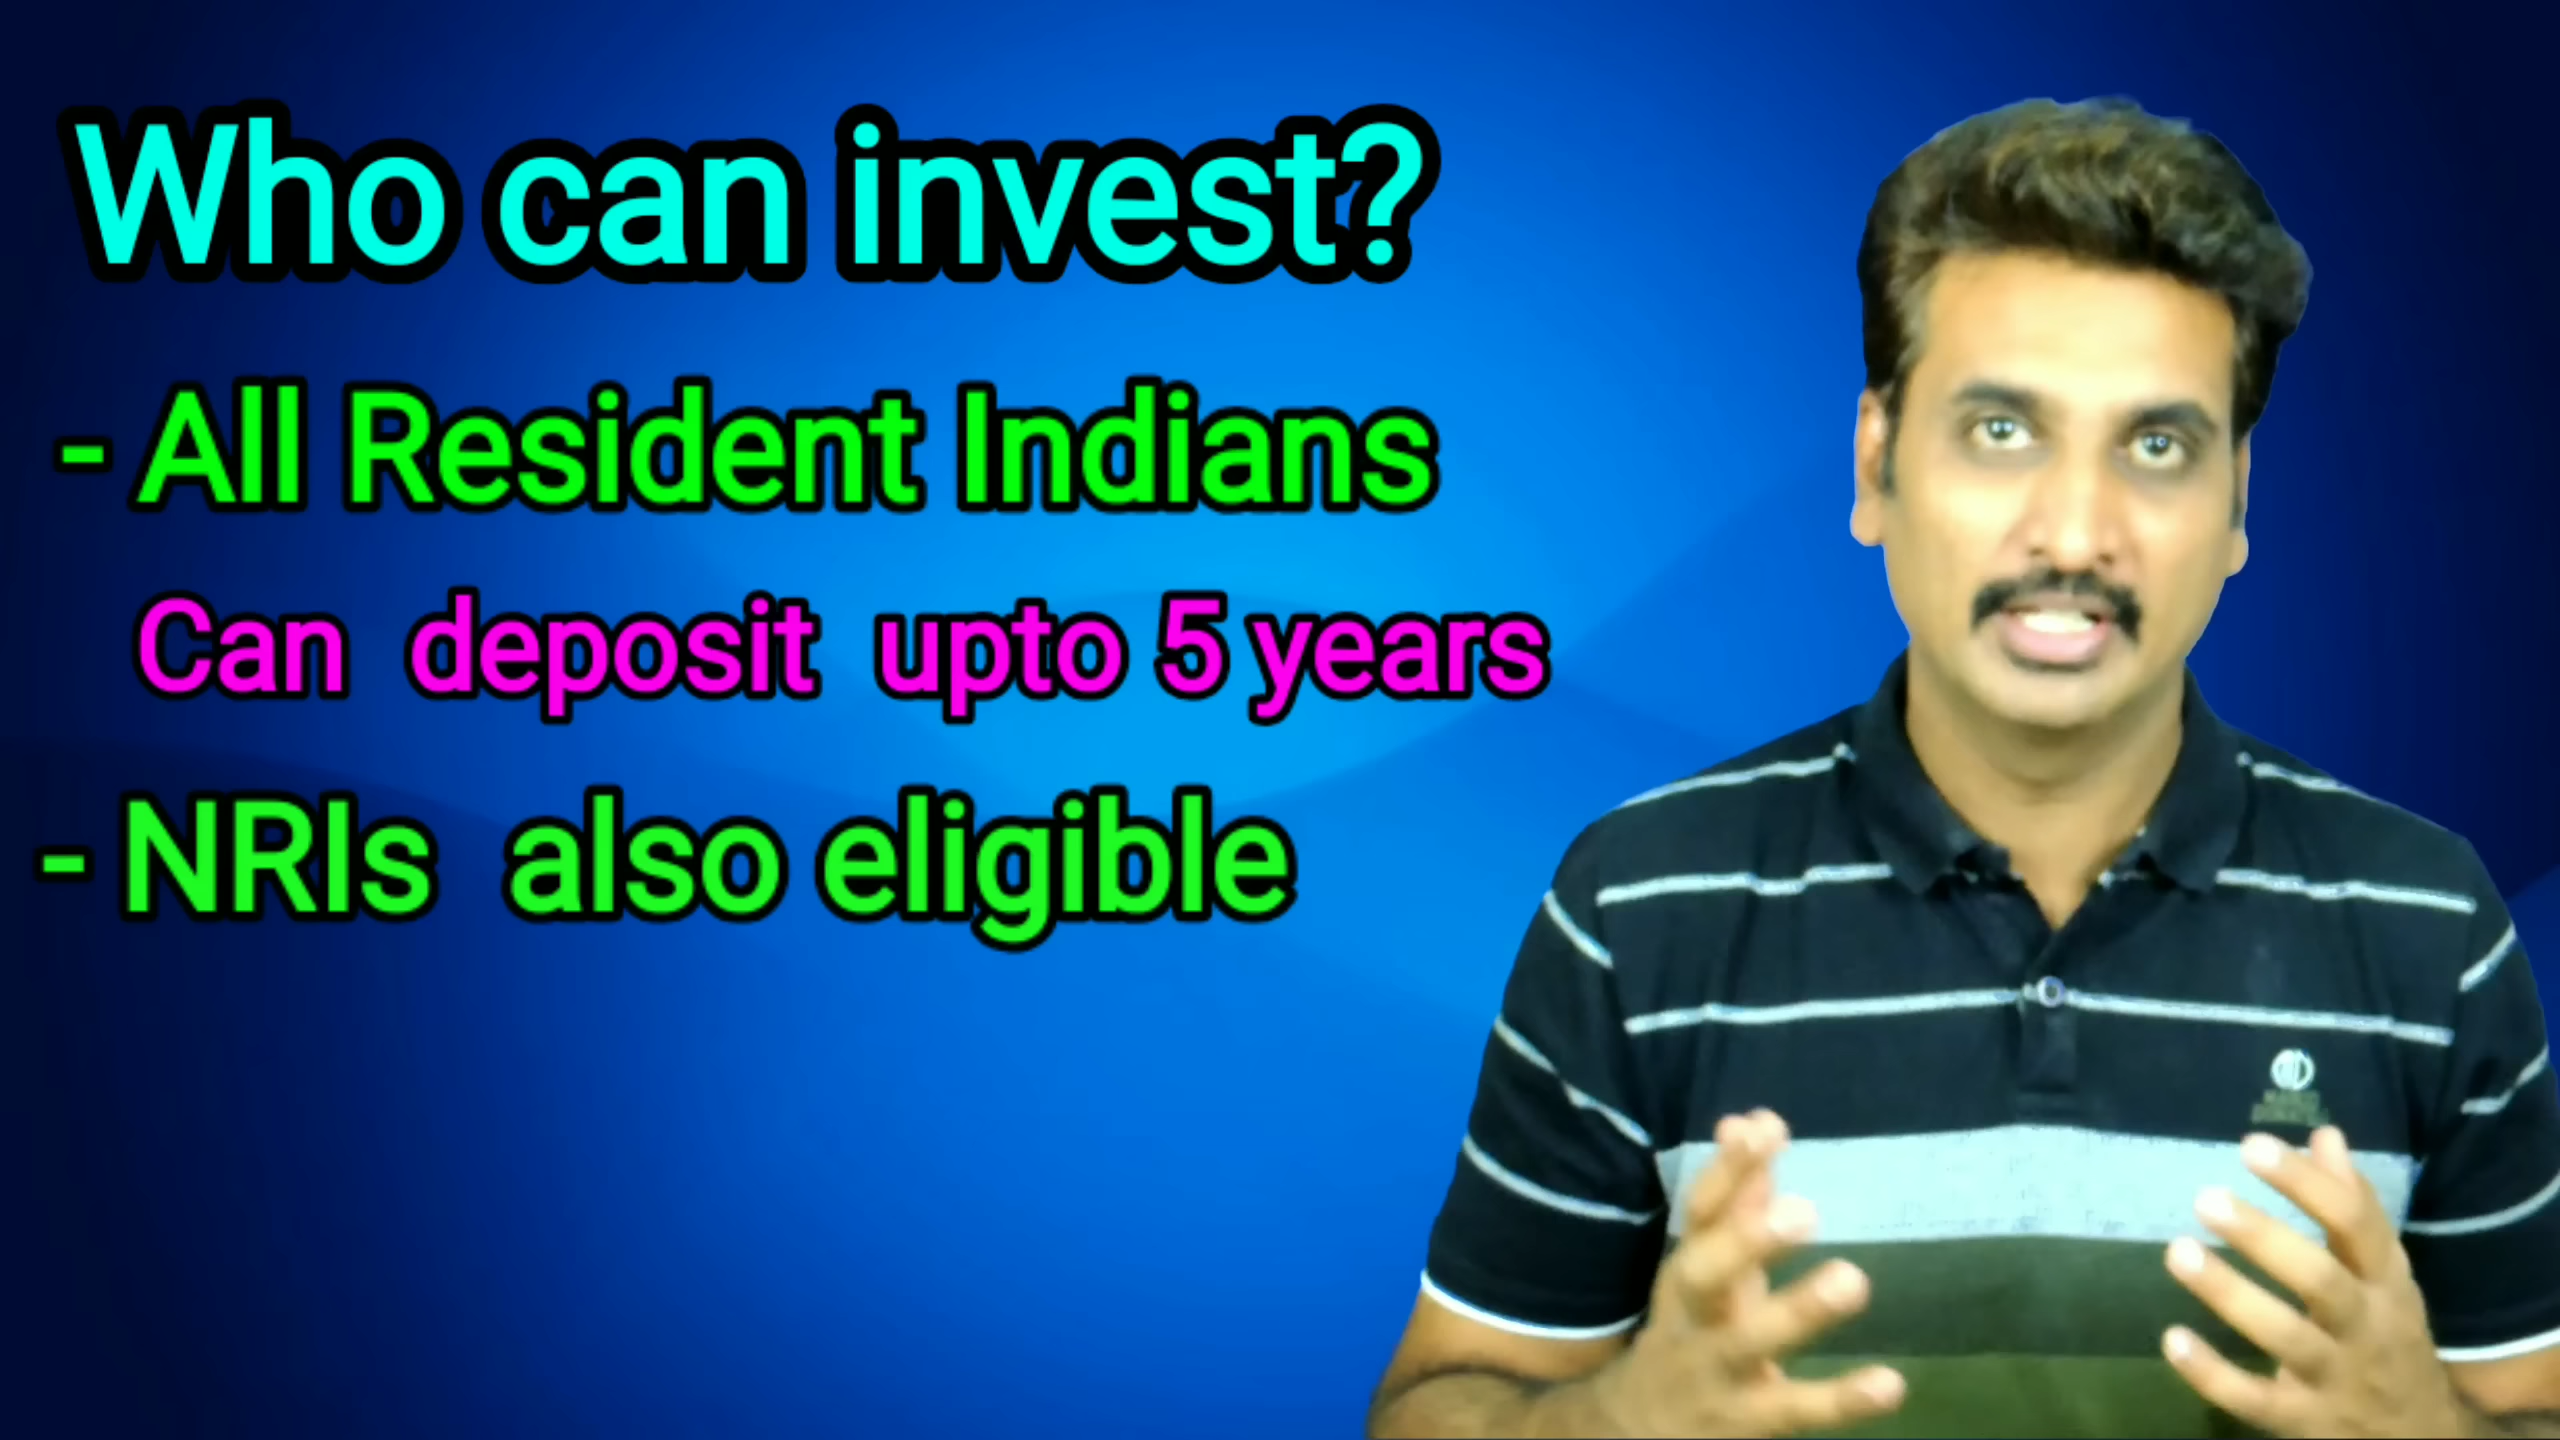 Who can invest?
- All Resident Indians
Can deposit upto 5 years
- NRIs also eligible